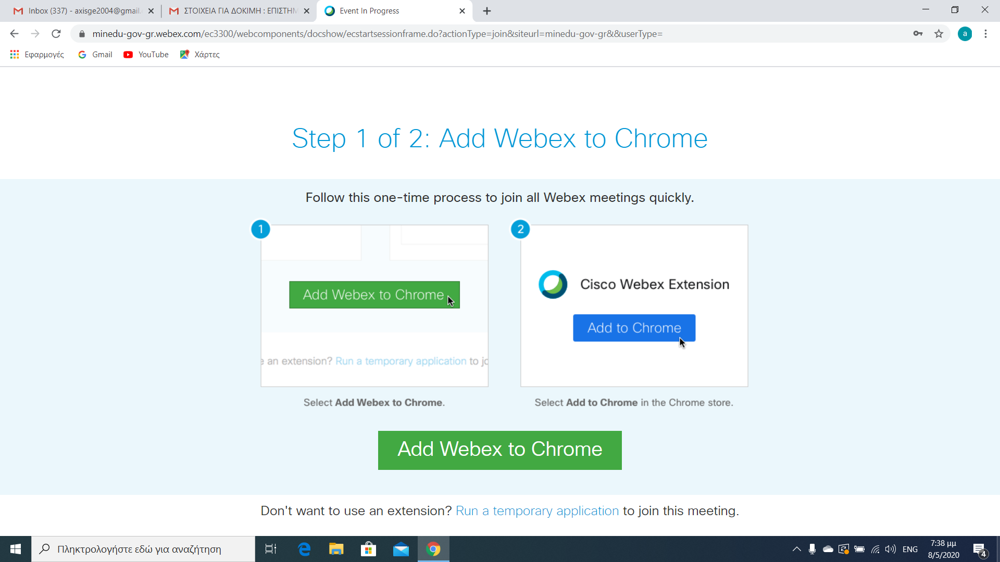 Inbox (337) - axisge2004@gmail.
ΣΤΟΙΧΕΙΑ ΓΙΑ ΔΟΚΙΜΗ : ΕΠΙΣΤΗΜ
Event In Progress
minedu-gov-gr.webex.com/ec3300/webcomponents/docshow/ecstartsessionframe.do?actionType=join&siteurl=minedu-gov-gr&&userType=
a
Εφαρμογές
Gmail
YouTube
Χάρτες
Step 1 of 2: Add Webex to Chrome
Follow this one-time process to join all Webex meetings quickly.
1
Add Webex to Chrome
e an extension? Run a temporary application to jo
Select Add Webex to Chrome.
2
Cisco Webex Extension
Add to Chrome
Select Add to Chrome in the Chrome store.
Add Webex to Chrome
Don't want to use an extension? Run a temporary application to join this meeting.
Πληκτρολογήστε εδώ για αναζήτηση
ENG
7:38 μμ
8/5/2020
4